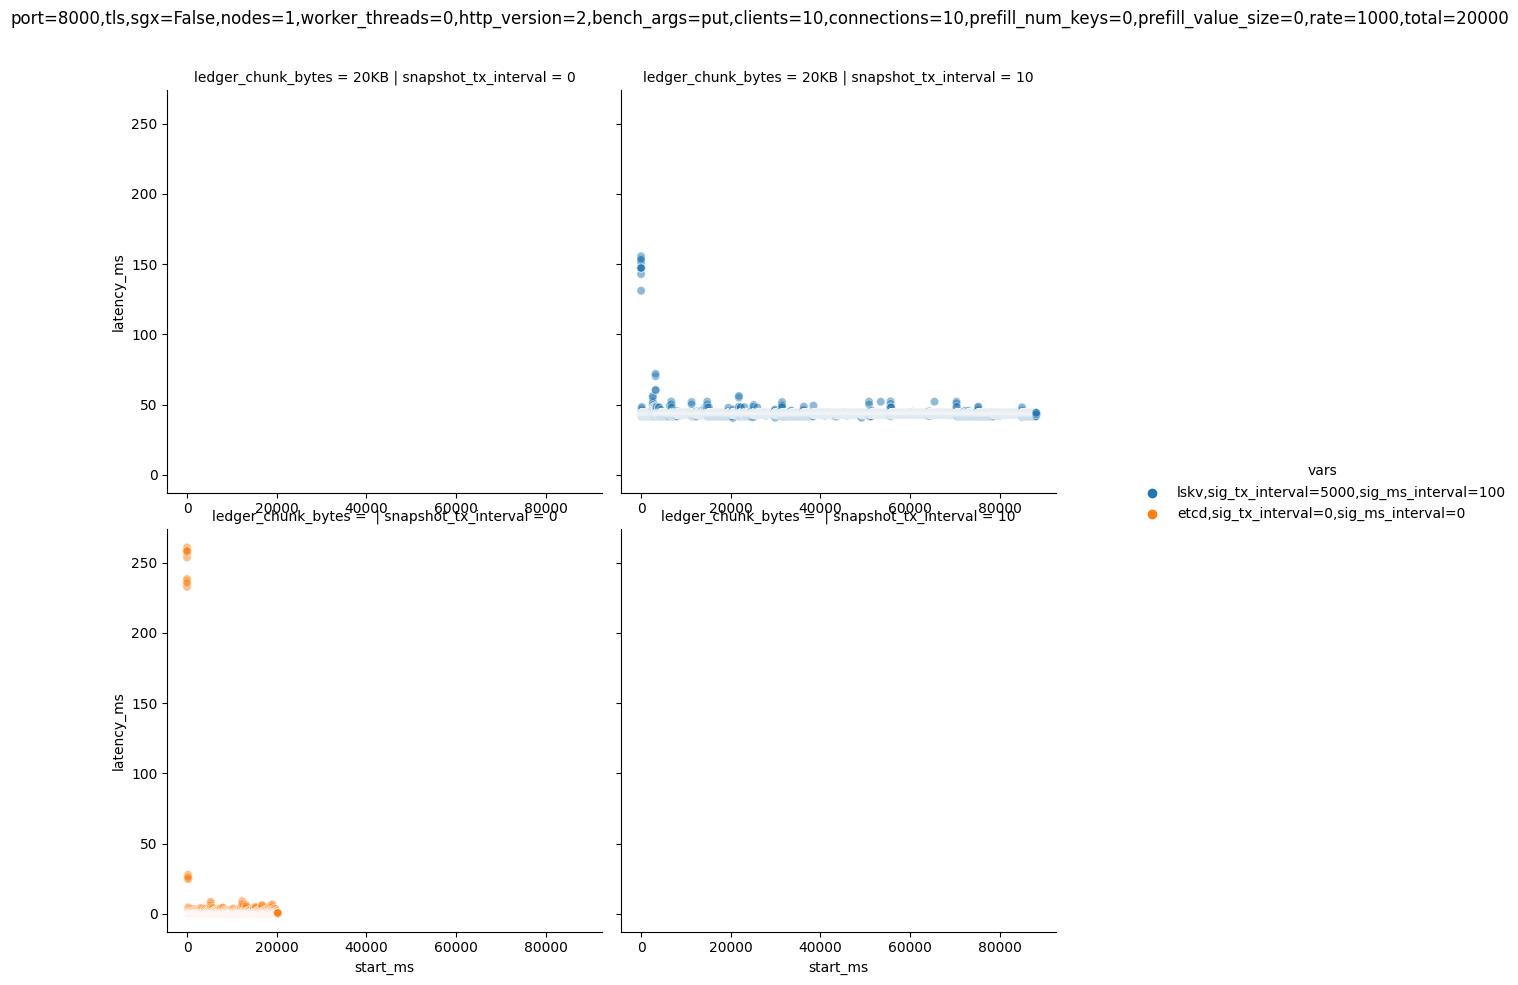 port=8000,tls,sgx=False,nodes=1,worker_threads=0,http_version=2,bench_args=put,clients=10,connections=10,prefill_num_keys=0,prefill_value_size=0,rate=1000,total=20000
ledger_chunk_bytes = 20KB | snapshot_tx_interval = 0
ledger_chunk_bytes = 20KB | snapshot_tx_interval = 10
250
200
150
100
50
0
latency_ms
0 20000 40000 60000 80000
0 20000 40000 60000 80000
vars
lskv,sig_tx_interval=5000,sig_ms_interval=100
etcd,sig_tx_interval=0,sig_ms_interval=0
ledger_chunk_bytes =  | snapshot_tx_interval = 0
ledger_chunk_bytes =  | snapshot_tx_interval = 10
250
200
150
100
50
0
latency_ms
0 20000 40000 60000 80000
0 20000 40000 60000 80000
start_ms
start_ms